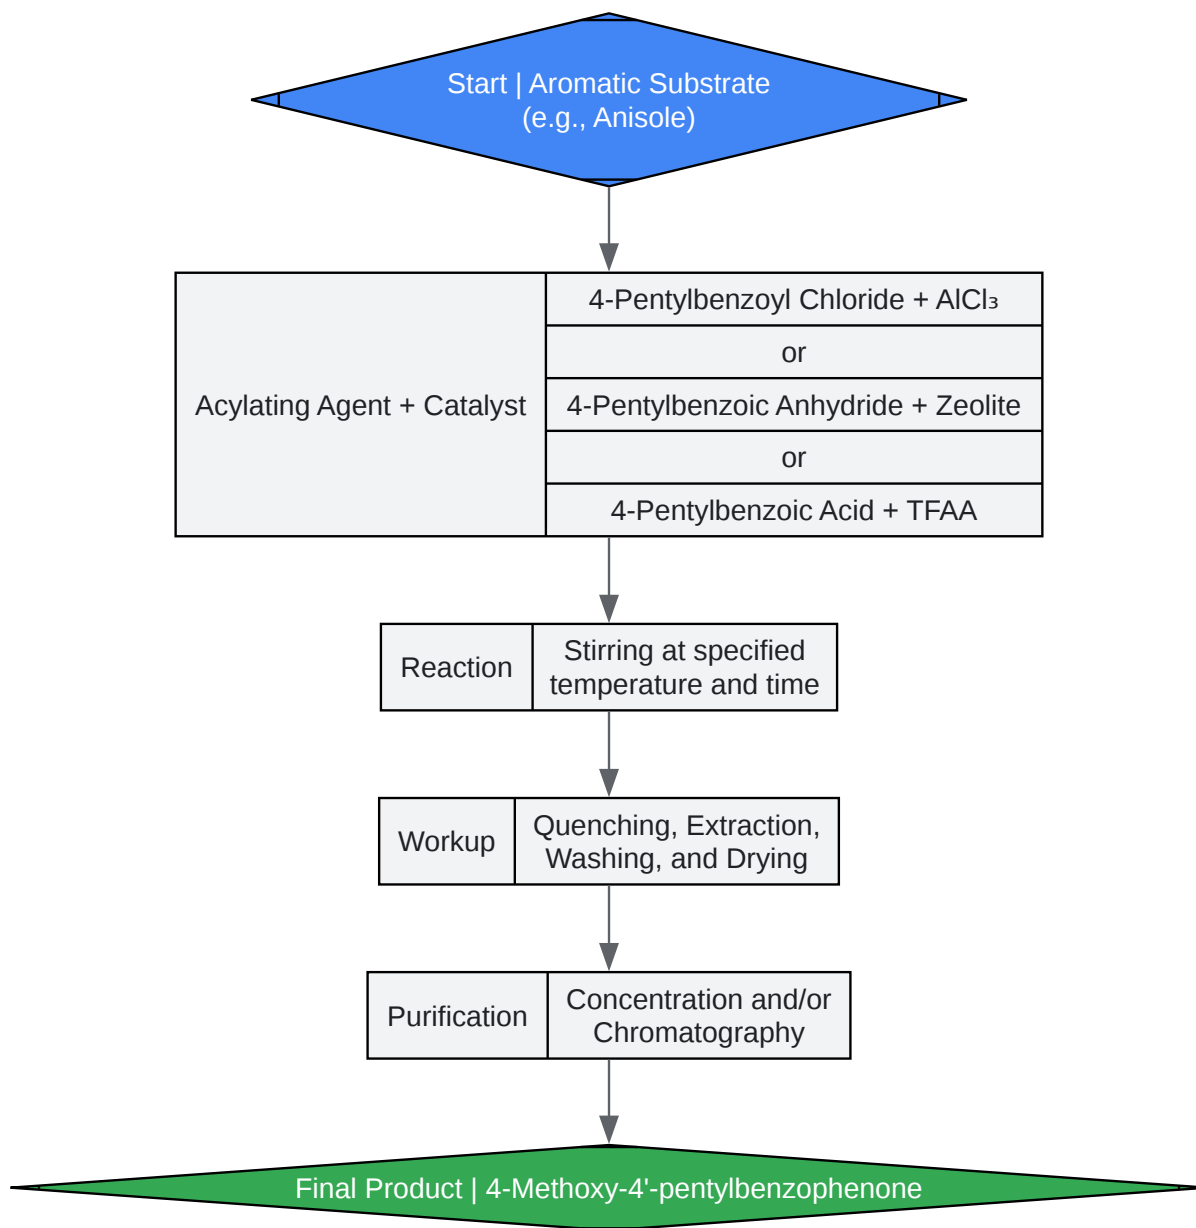 Start | Aromatic Substrate
(e.g., Anisole)
Acylating Agent + Catalyst
4-Pentylbenzoyl Chloride + AlCl₃
or
4-Pentylbenzoic Anhydride + Zeolite
or
4-Pentylbenzoic Acid + TFAA
Reaction
Stirring at specified
temperature and time
Workup
Quenching, Extraction,
Washing, and Drying
Purification
Concentration and/or
Chromatography
Final Product | 4-Methoxy-4'-pentylbenzophenone